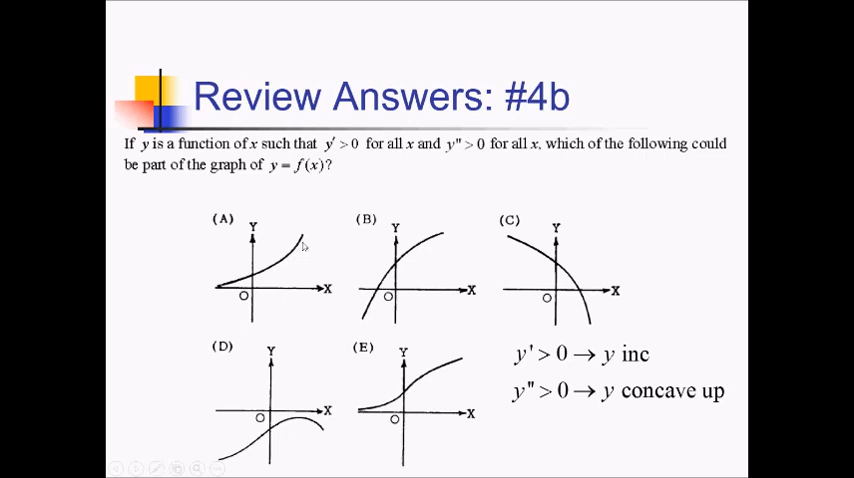 Review Answers: #4b
If y is a function of x such that y' > 0 for all x and y" > 0 for all x, which of the following could
be part of the graph of y = f(x)?
(A) Y (B) Y (C) Y
O X O X O X
(D) Y (E) Y
O X O X
y' > 0 → y inc
y" > 0 → y concave up